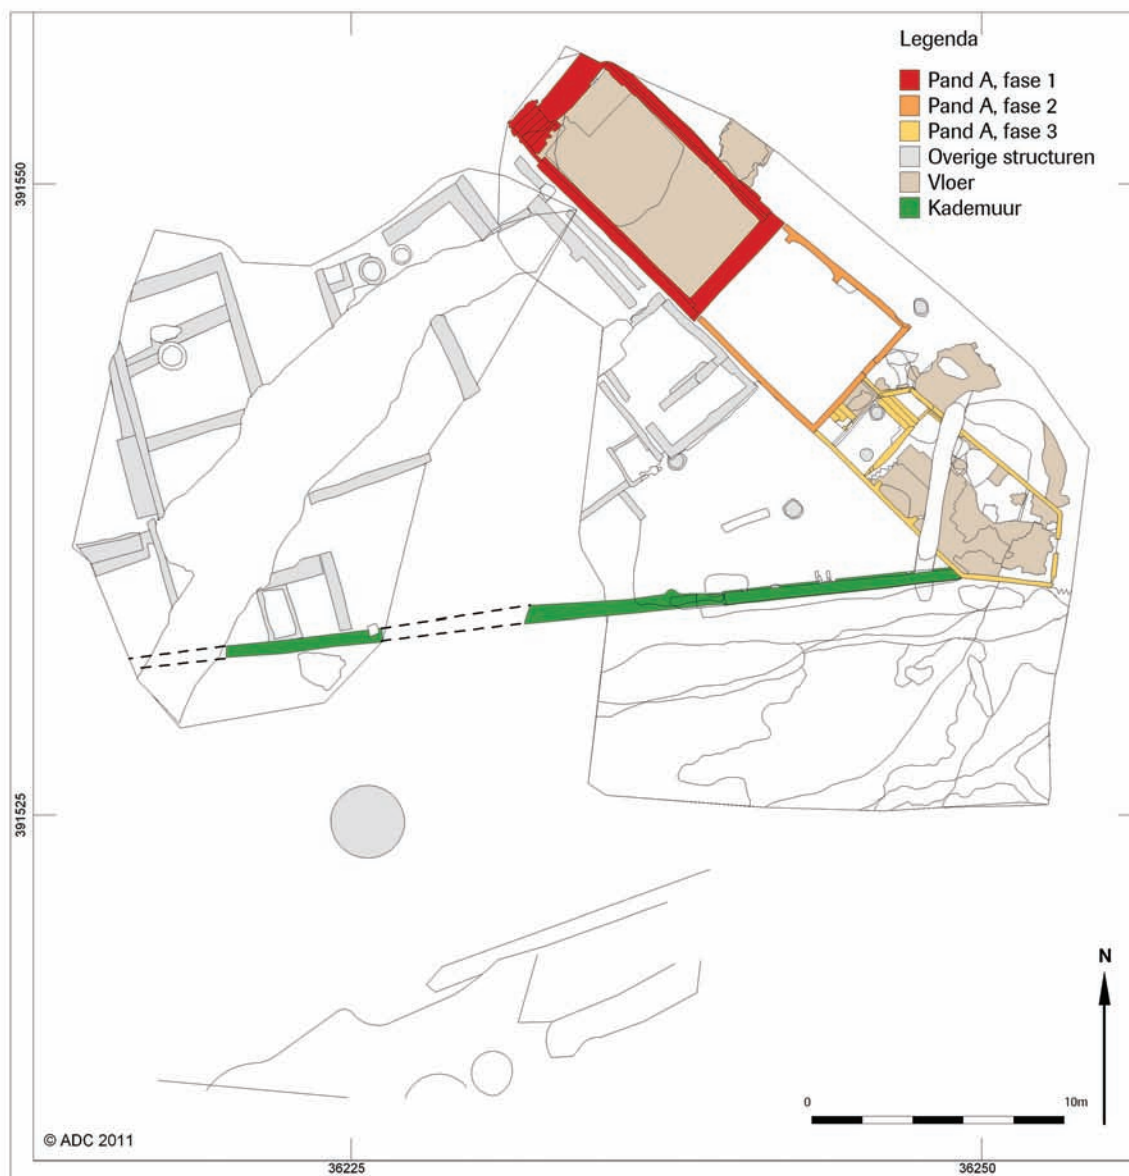 Legenda
Pand A, fase 1
Pand A, fase 2
Pand A, fase 3
Overige structuren
Vloer
Kademuur
391550
391525
N
0 10m
© ADC 2011
36225 36250